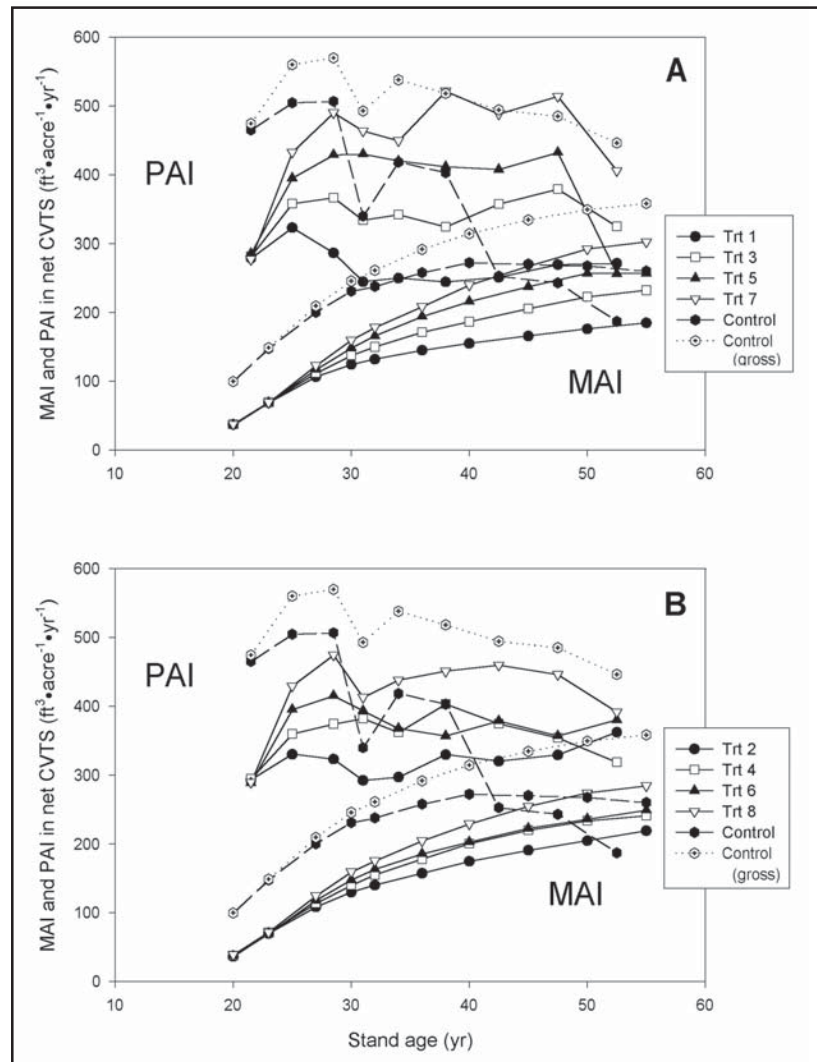 A
MAI and PAI in net CVTS (ft³•acre⁻¹•yr⁻¹)
600
500
400
300
200
100
0
PAI
MAI
10
20
30
40
50
60
Trt 1
Trt 3
Trt 5
Trt 7
Control
Control
(gross)
B
MAI and PAI in net CVTS (ft³•acre⁻¹•yr⁻¹)
600
500
400
300
200
100
0
PAI
MAI
10
20
30
40
50
60
Stand age (yr)
Trt 2
Trt 4
Trt 6
Trt 8
Control
Control
(gross)